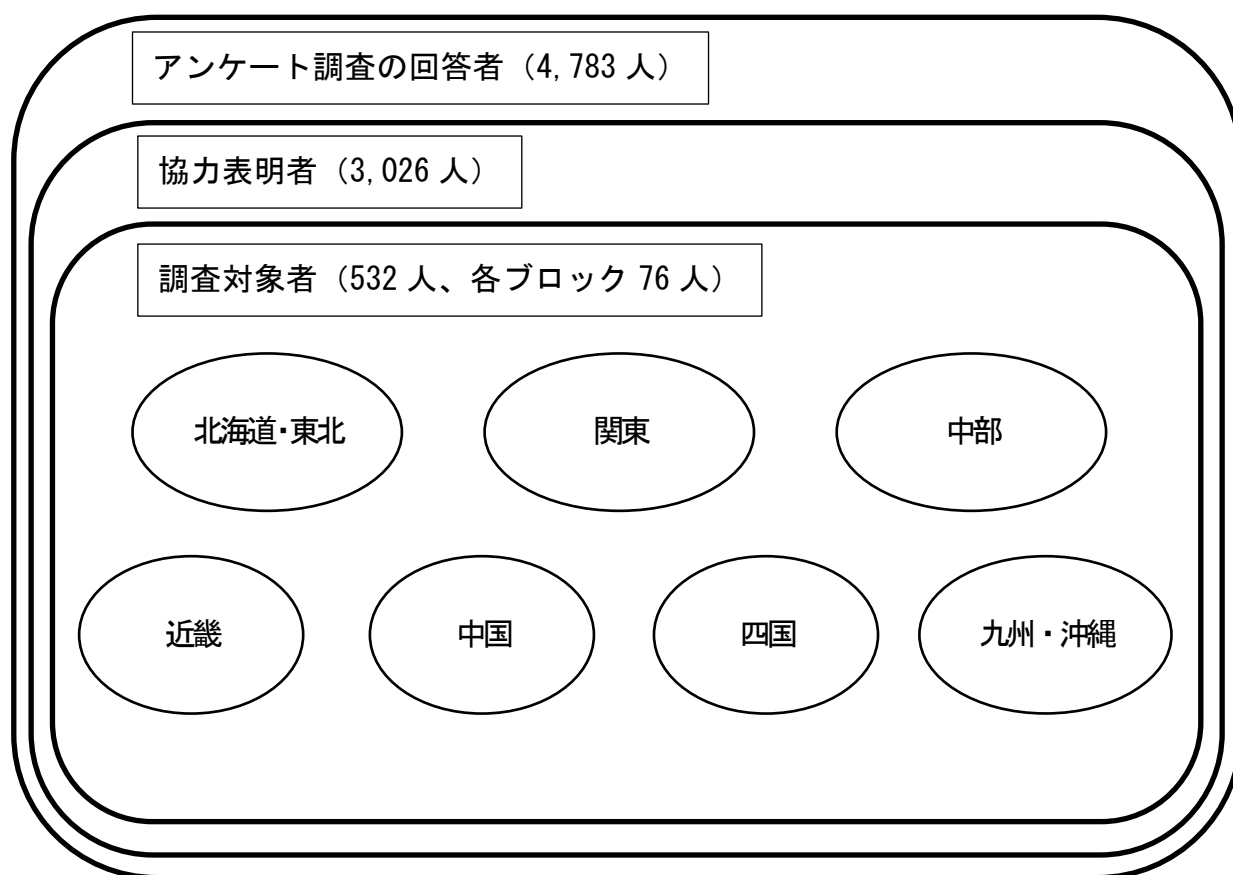 アンケート調査の回答者（4,783 人）
協力表明者（3,026 人）
調査対象者（532 人、各ブロック 76 人）
北海道・東北
関東
中部
近畿
中国
四国
九州・沖縄